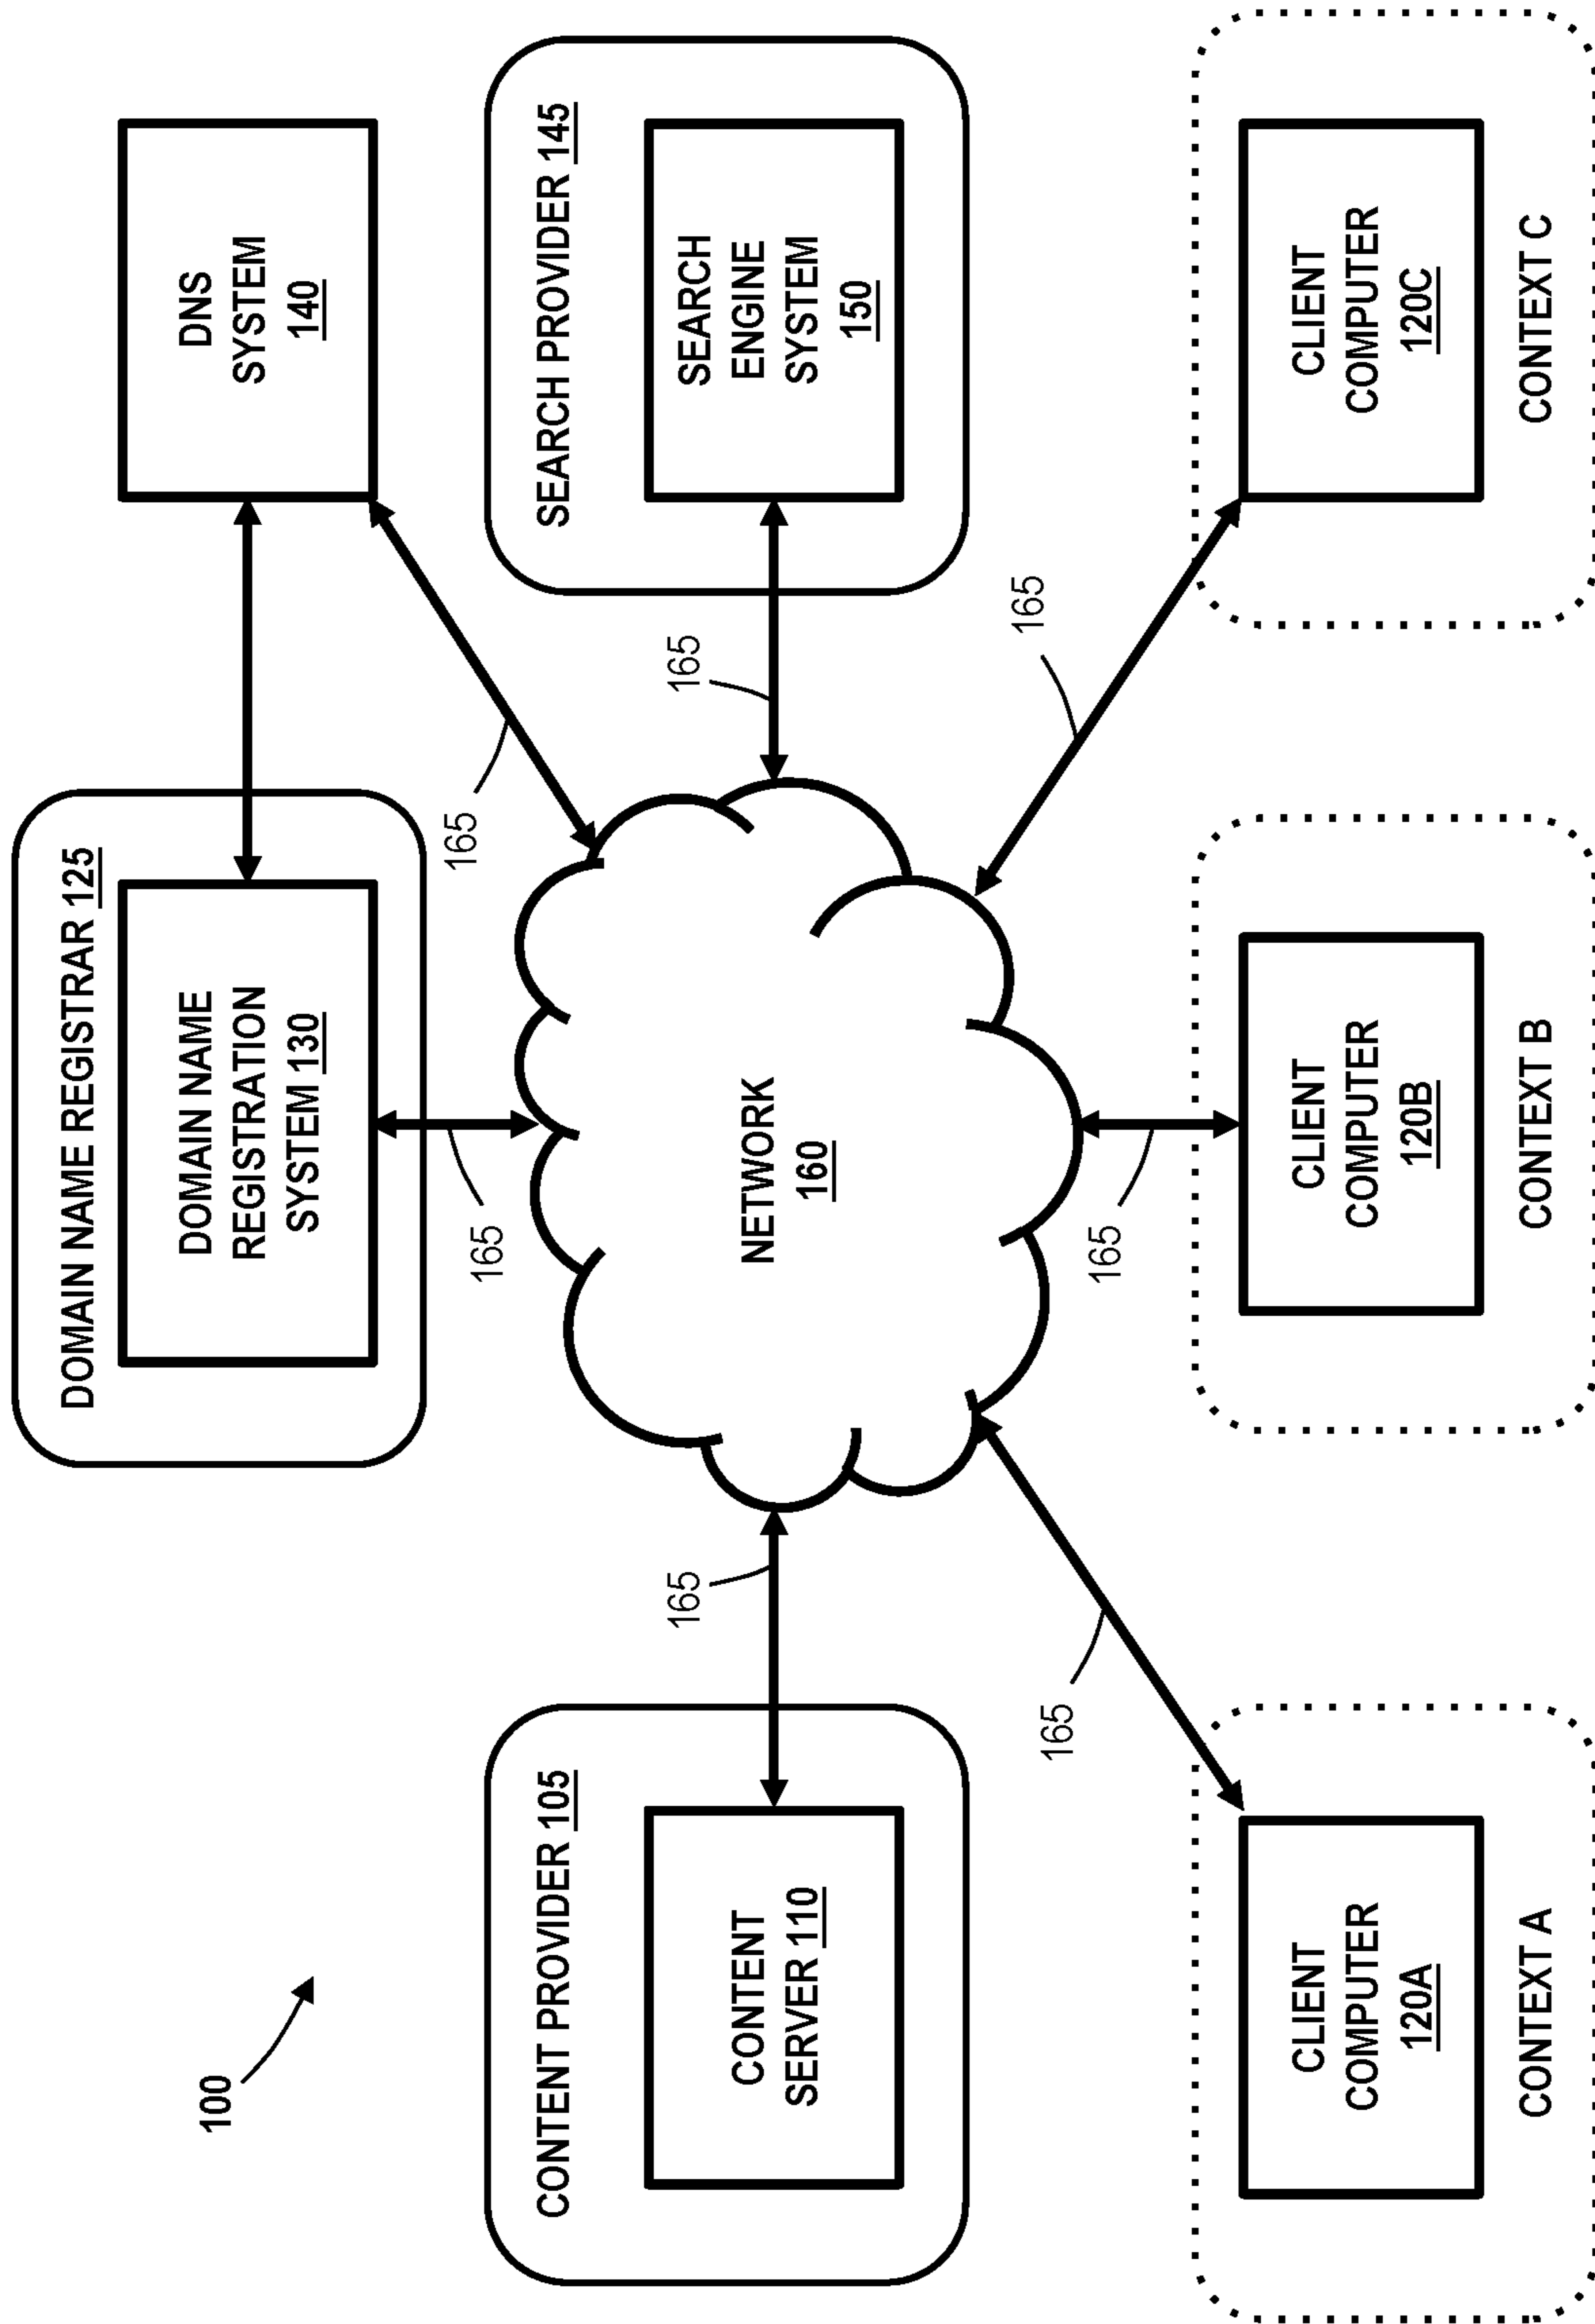 100
DOMAIN NAME REGISTRAR 125
DOMAIN NAME
REGISTRATION
SYSTEM 130
DNS
SYSTEM
140
165
165
CONTENT PROVIDER 105
CONTENT
SERVER 110
165
NETWORK
160
165
SEARCH PROVIDER 145
SEARCH
ENGINE
SYSTEM
150
165
165
165
CLIENT
COMPUTER
120A
CONTEXT A
CLIENT
COMPUTER
120B
CONTEXT B
CLIENT
COMPUTER
120C
CONTEXT C